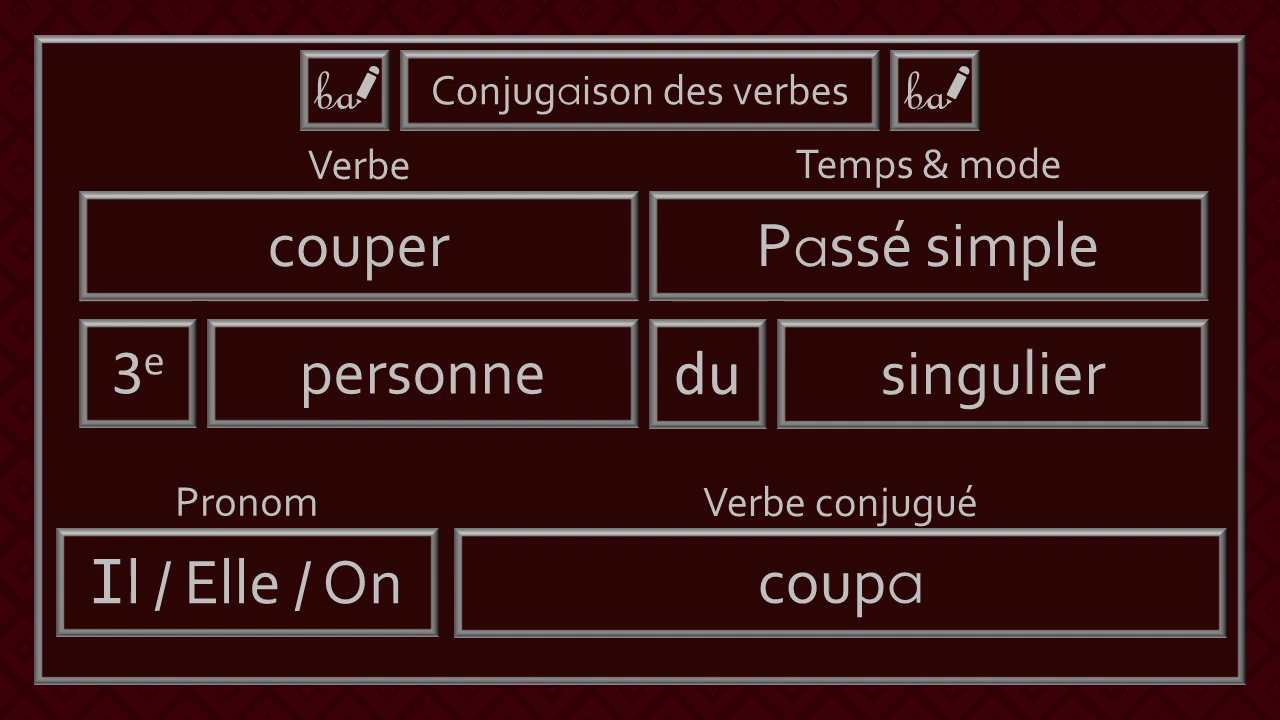 ba Conjugaison des verbes ba
Verbe Temps & mode
couper Passé simple
3e personne du singulier
Pronom Verbe conjugué
Il / Elle / On coupa